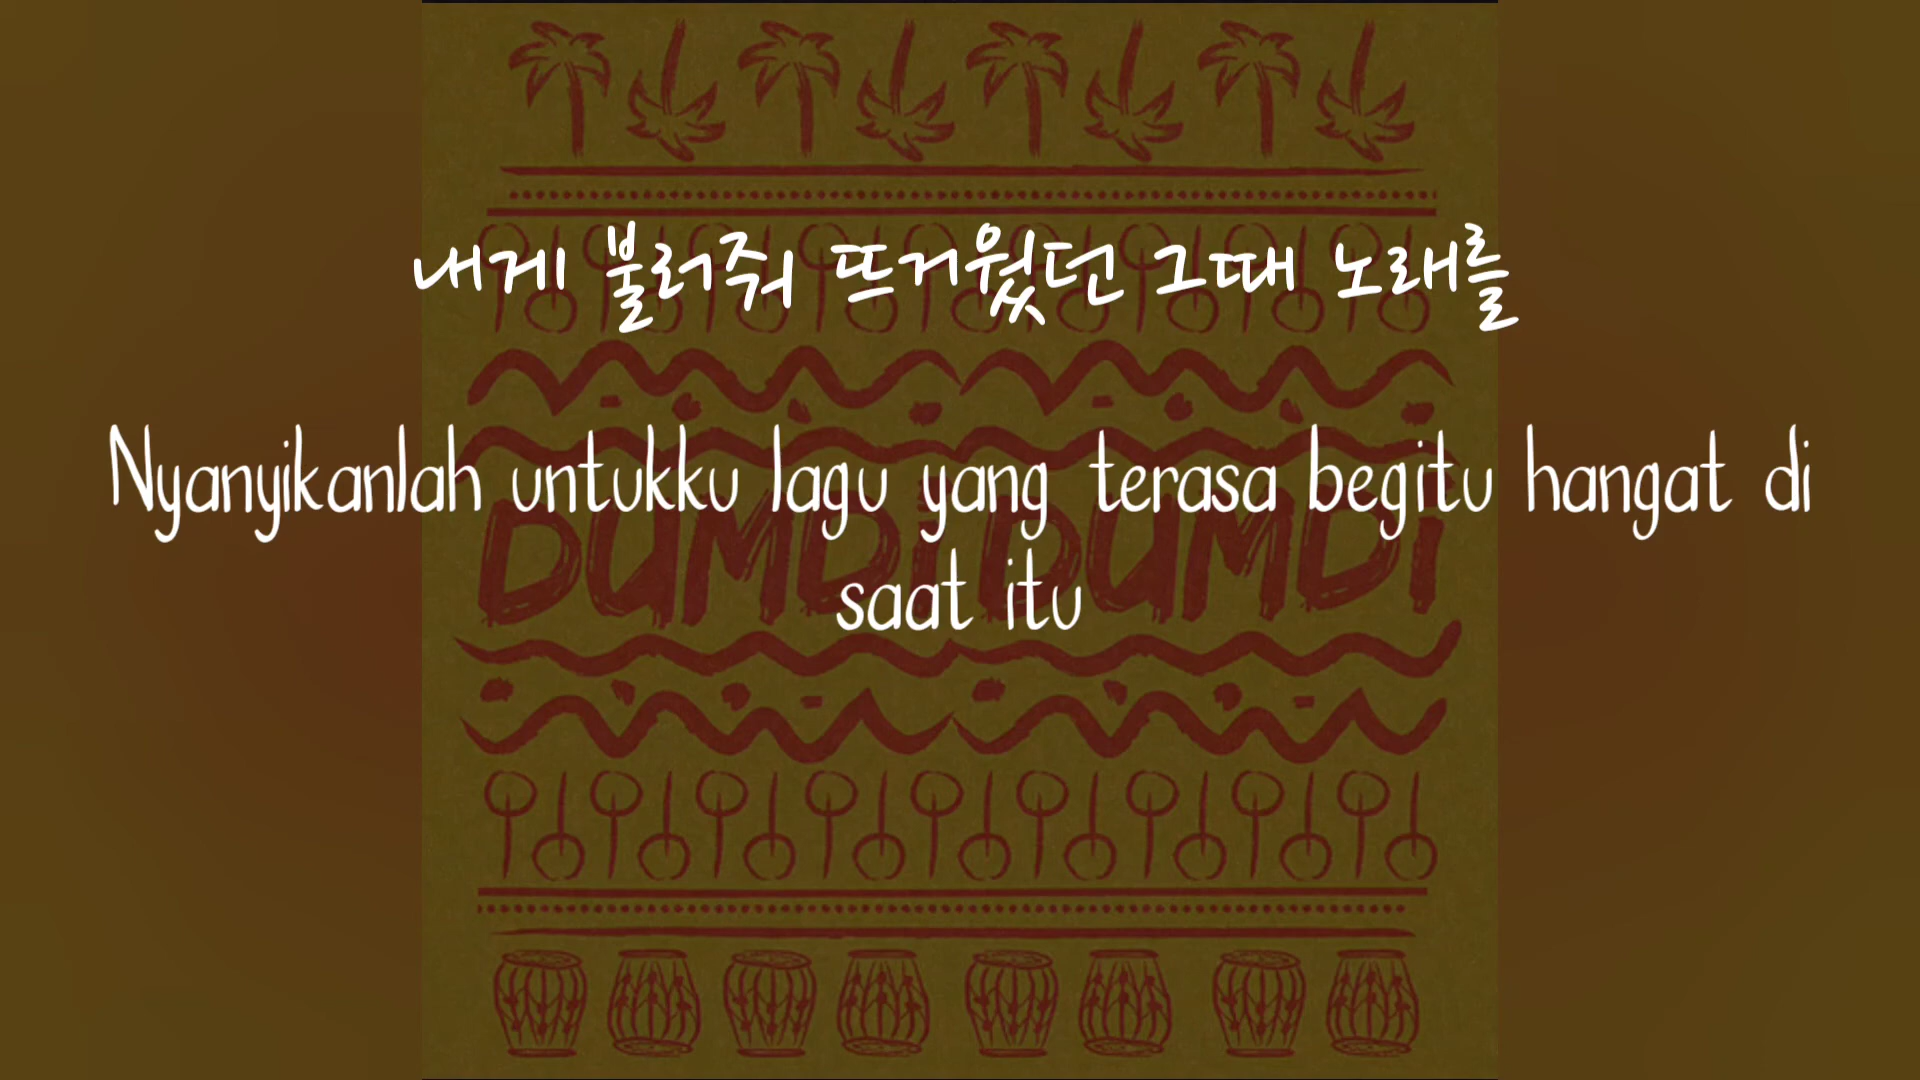 내게 불러줘 뜨거웠던 그때 노래를
Nyanyikanlah untukku lagu yang terasa begitu hangat di
saat itu
DUMDi DUMDi